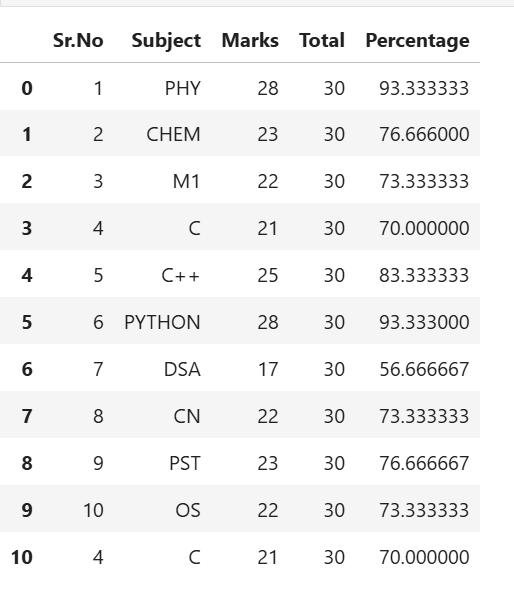 Sr.No Subject Marks Total Percentage
0 1 PHY 28 30 93.333333
1 2 CHEM 23 30 76.666000
2 3 M1 22 30 73.333333
3 4 C 21 30 70.000000
4 5 C++ 25 30 83.333333
5 6 PYTHON 28 30 93.333000
6 7 DSA 17 30 56.666667
7 8 CN 22 30 73.333333
8 9 PST 23 30 76.666667
9 10 OS 22 30 73.333333
10 4 C 21 30 70.000000